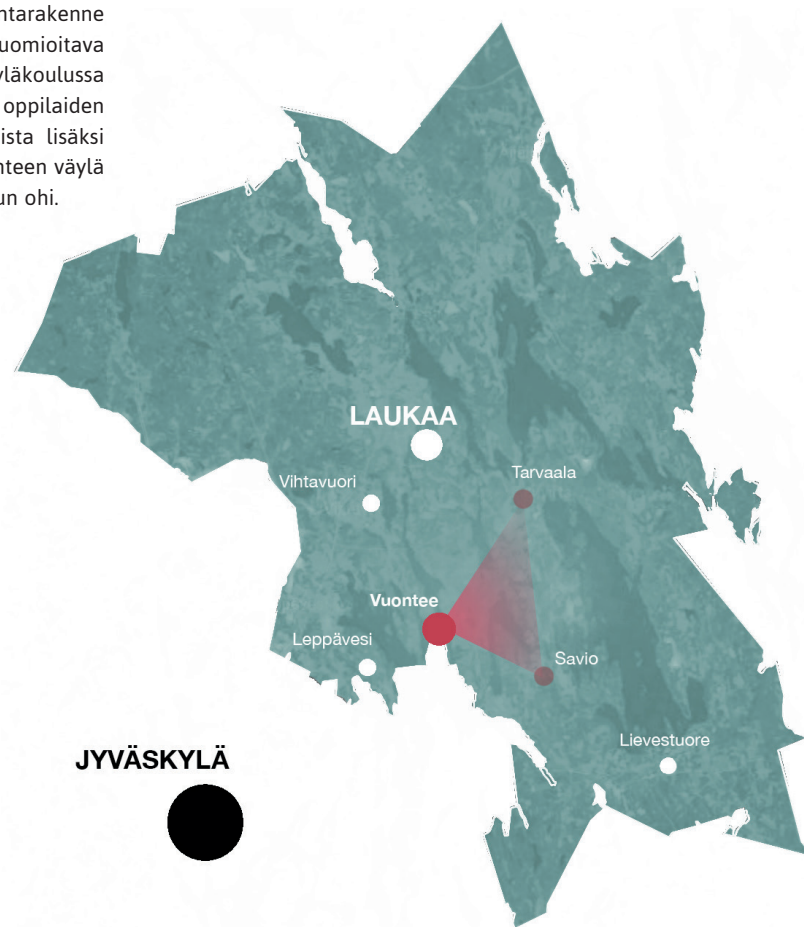 ntarakenne
uomioitava
yläkoulussa
oppilaiden
ista lisäksi
nteen väylä
un ohi.
LAUKAA
Vihtavuori
Tarvaala
Vuontee
Leppävesi
Savio
Lievestuore
JYVÄSKYLÄ